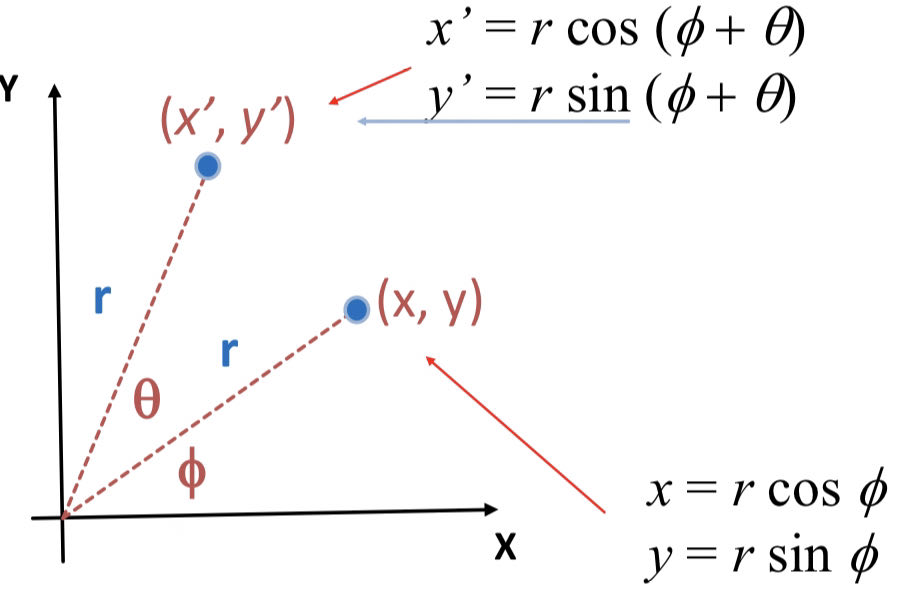 x’ = r cos (ϕ + θ)
y’ = r sin (ϕ + θ)
Y
(x’, y’)
r
(x, y)
r
θ
ϕ
x = r cos ϕ
X
y = r sin ϕ